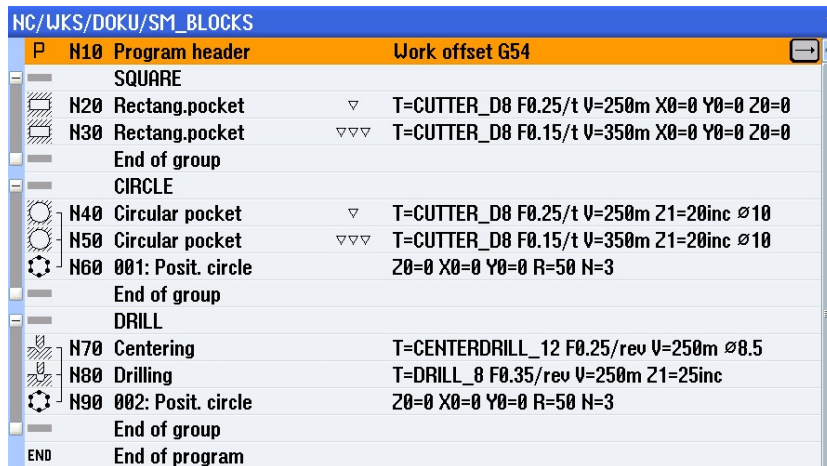 NC/WKS/DOKU/SM_BLOCKS
P N10 Program header Work offset G54
SQUARE
N20 Rectang.pocket ▽ T=CUTTER_D8 F0.25/t V=250m X0=0 Y0=0 Z0=0
N30 Rectang.pocket ▽▽▽ T=CUTTER_D8 F0.15/t V=350m X0=0 Y0=0 Z0=0
End of group
CIRCLE
N40 Circular pocket ▽ T=CUTTER_D8 F0.25/t V=250m Z1=20inc ⌀10
N50 Circular pocket ▽▽▽ T=CUTTER_D8 F0.15/t V=350m Z1=20inc ⌀10
N60 001: Posit. circle Z0=0 X0=0 Y0=0 R=50 N=3
End of group
DRILL
N70 Centering T=CENTERDRILL_12 F0.25/rev V=250m ⌀8.5
N80 Drilling T=DRILL_8 F0.35/rev V=250m Z1=25inc
N90 002: Posit. circle Z0=0 X0=0 Y0=0 R=50 N=3
End of group
END End of program